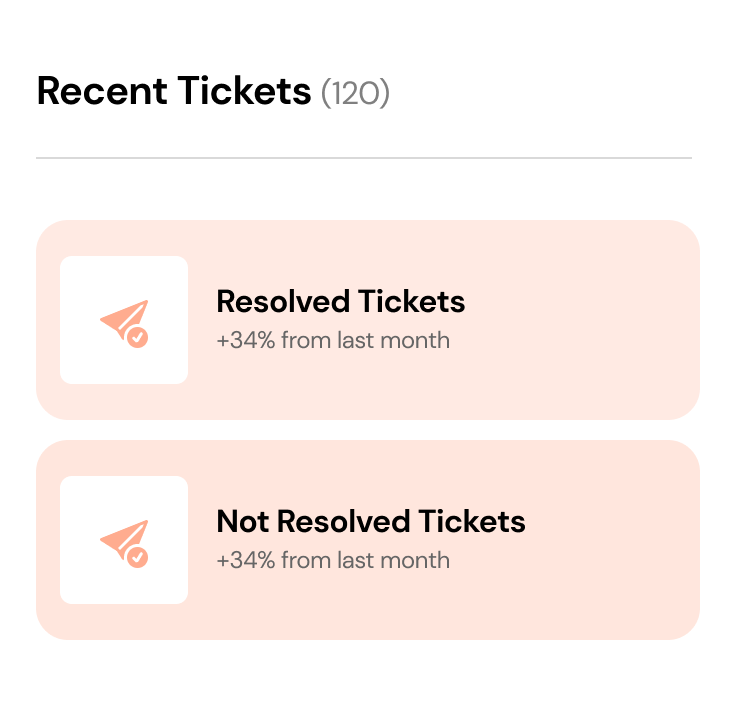 Recent Tickets (120)
Resolved Tickets
+34% from last month
Not Resolved Tickets
+34% from last month